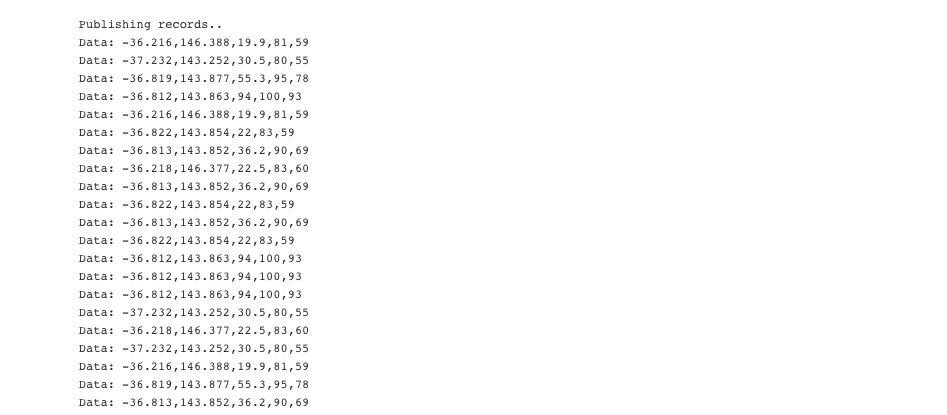 Publishing records..
Data: -36.216,146.388,19.9,81,59
Data: -37.232,143.252,30.5,80,55
Data: -36.819,143.877,55.3,95,78
Data: -36.812,143.863,94,100,93
Data: -36.216,146.388,19.9,81,59
Data: -36.822,143.854,22,83,59
Data: -36.813,143.852,36.2,90,69
Data: -36.218,146.377,22.5,83,60
Data: -36.813,143.852,36.2,90,69
Data: -36.822,143.854,22,83,59
Data: -36.813,143.852,36.2,90,69
Data: -36.822,143.854,22,83,59
Data: -36.812,143.863,94,100,93
Data: -36.812,143.863,94,100,93
Data: -36.812,143.863,94,100,93
Data: -37.232,143.252,30.5,80,55
Data: -36.218,146.377,22.5,83,60
Data: -37.232,143.252,30.5,80,55
Data: -36.216,146.388,19.9,81,59
Data: -36.819,143.877,55.3,95,78
Data: -36.813,143.852,36.2,90,69